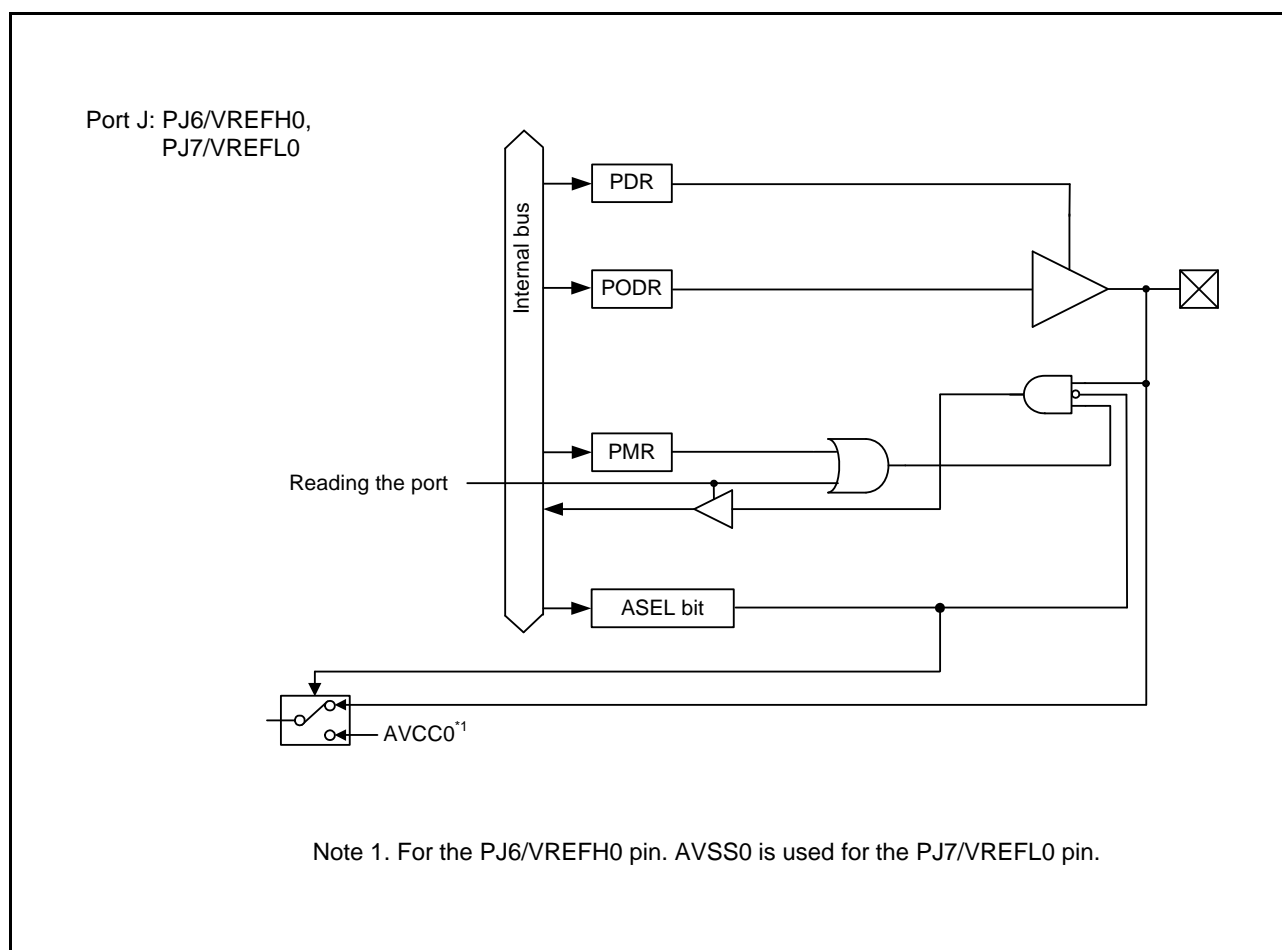 Port J: PJ6/VREFH0,
PJ7/VREFL0
Internal bus
PDR
PODR
PMR
Reading the port
ASEL bit
AVCC0*1
Note 1. For the PJ6/VREFH0 pin. AVSS0 is used for the PJ7/VREFL0 pin.